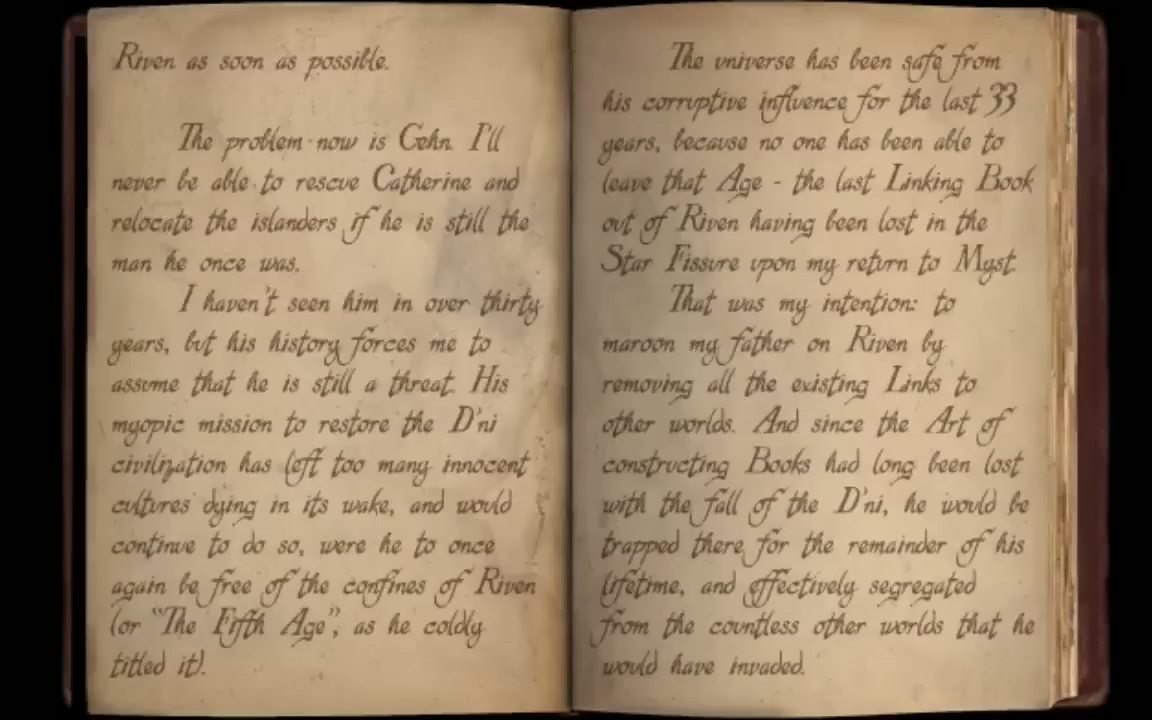 Riven as soon as possible.
The problem now is Gehn. I'll
never be able to rescue Catherine and
relocate the islanders if he is still the
man he once was.
I haven't seen him in over thirty
years, but his history forces me to
assume that he is still a threat. His
myopic mission to restore the D'ni
civilization has left too many innocent
cultures dying in its wake, and would
continue to do so, were he to once
again be free of the confines of Riven
(or "The Fifth Age", as he coldly
titled it).
The universe has been safe from
his corruptive influence for the last 33
years, because no one has been able to
leave that Age - the last Linking Book
out of Riven having been lost in the
Star Fissure upon my return to Myst.
That was my intention: to
maroon my father on Riven by
removing all the existing Links to
other worlds. And since the Art of
constructing Books had long been lost
with the fall of the D'ni, he would be
trapped there for the remainder of his
lifetime, and effectively segregated
from the countless other worlds that he
would have invaded.